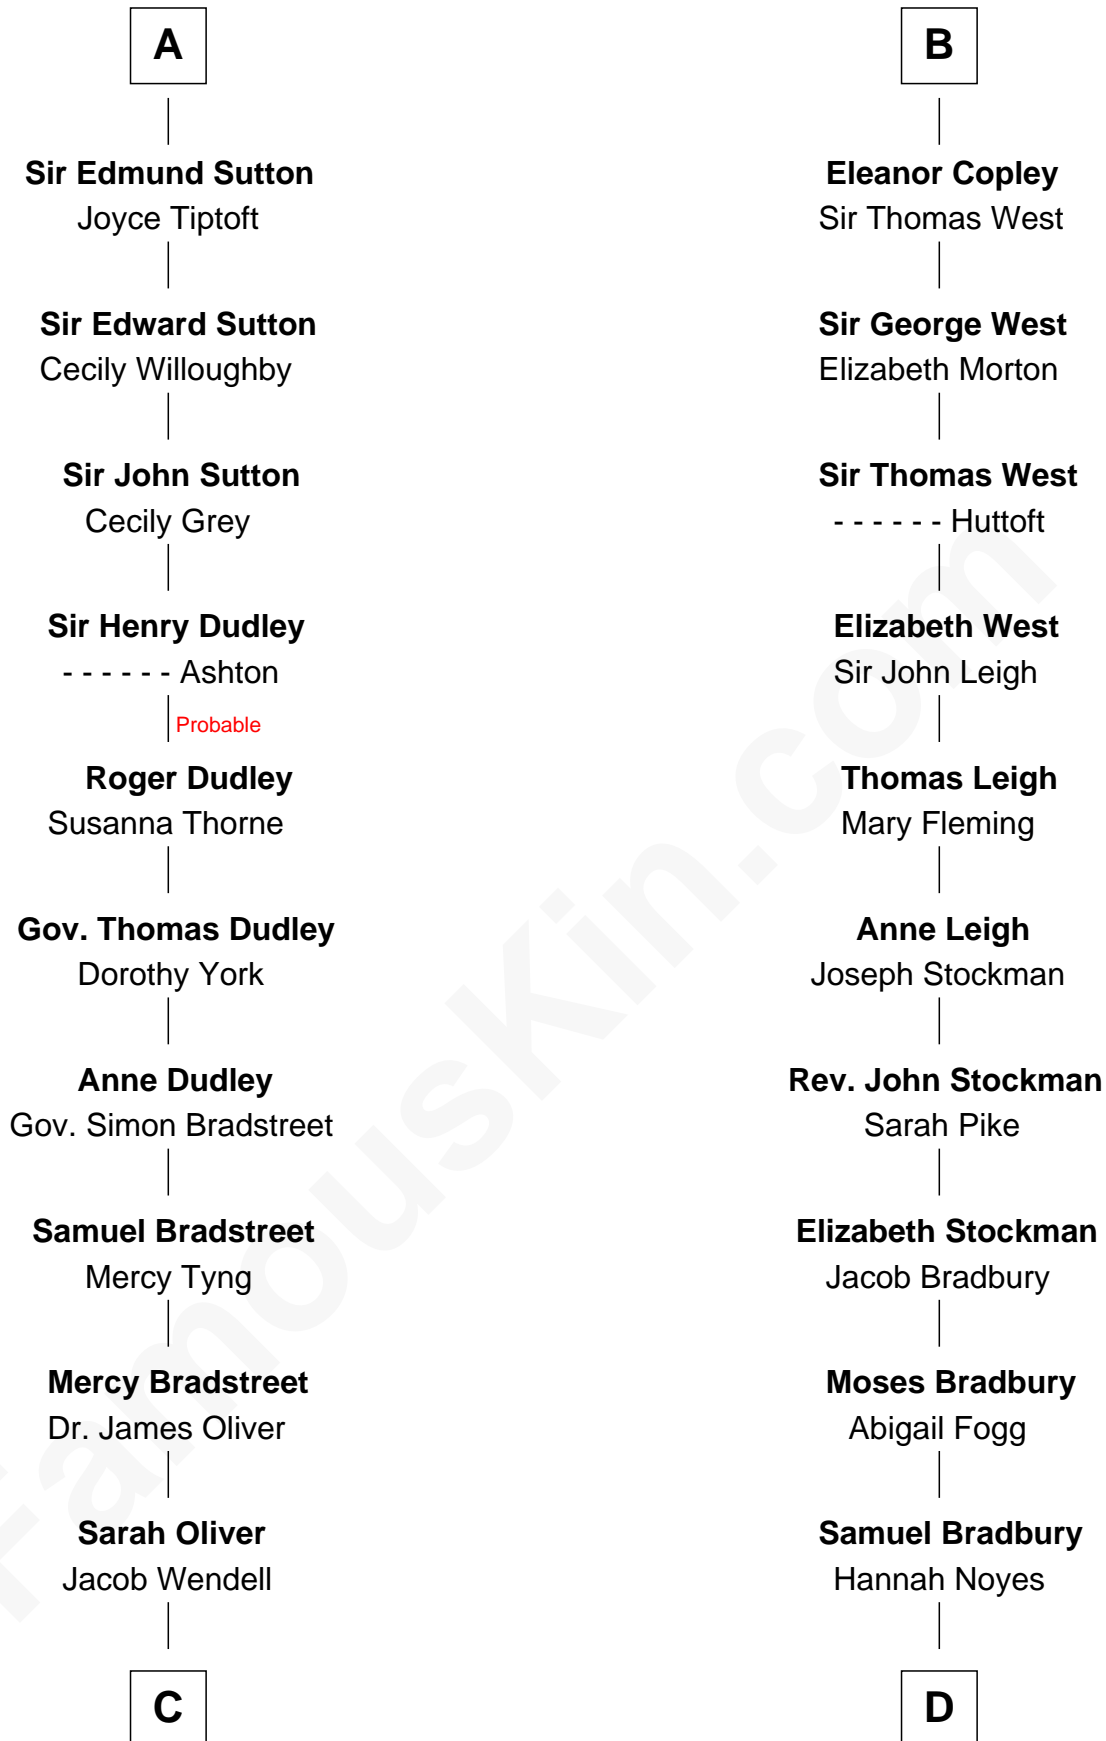 A
Sir Edmund Sutton
Joyce Tiptoft
Sir Edward Sutton
Cecily Willoughby
Sir John Sutton
Cecily Grey
Sir Henry Dudley
- - - - - - Ashton
Probable
Roger Dudley
Susanna Thorne
Gov. Thomas Dudley
Dorothy York
Anne Dudley
Gov. Simon Bradstreet
Samuel Bradstreet
Mercy Tyng
Mercy Bradstreet
Dr. James Oliver
Sarah Oliver
Jacob Wendell
C
B
Eleanor Copley
Sir Thomas West
Sir George West
Elizabeth Morton
Sir Thomas West
- - - - - - Huttoft
Elizabeth West
Sir John Leigh
Thomas Leigh
Mary Fleming
Anne Leigh
Joseph Stockman
Rev. John Stockman
Sarah Pike
Elizabeth Stockman
Jacob Bradbury
Moses Bradbury
Abigail Fogg
Samuel Bradbury
Hannah Noyes
D
FamousKin.com